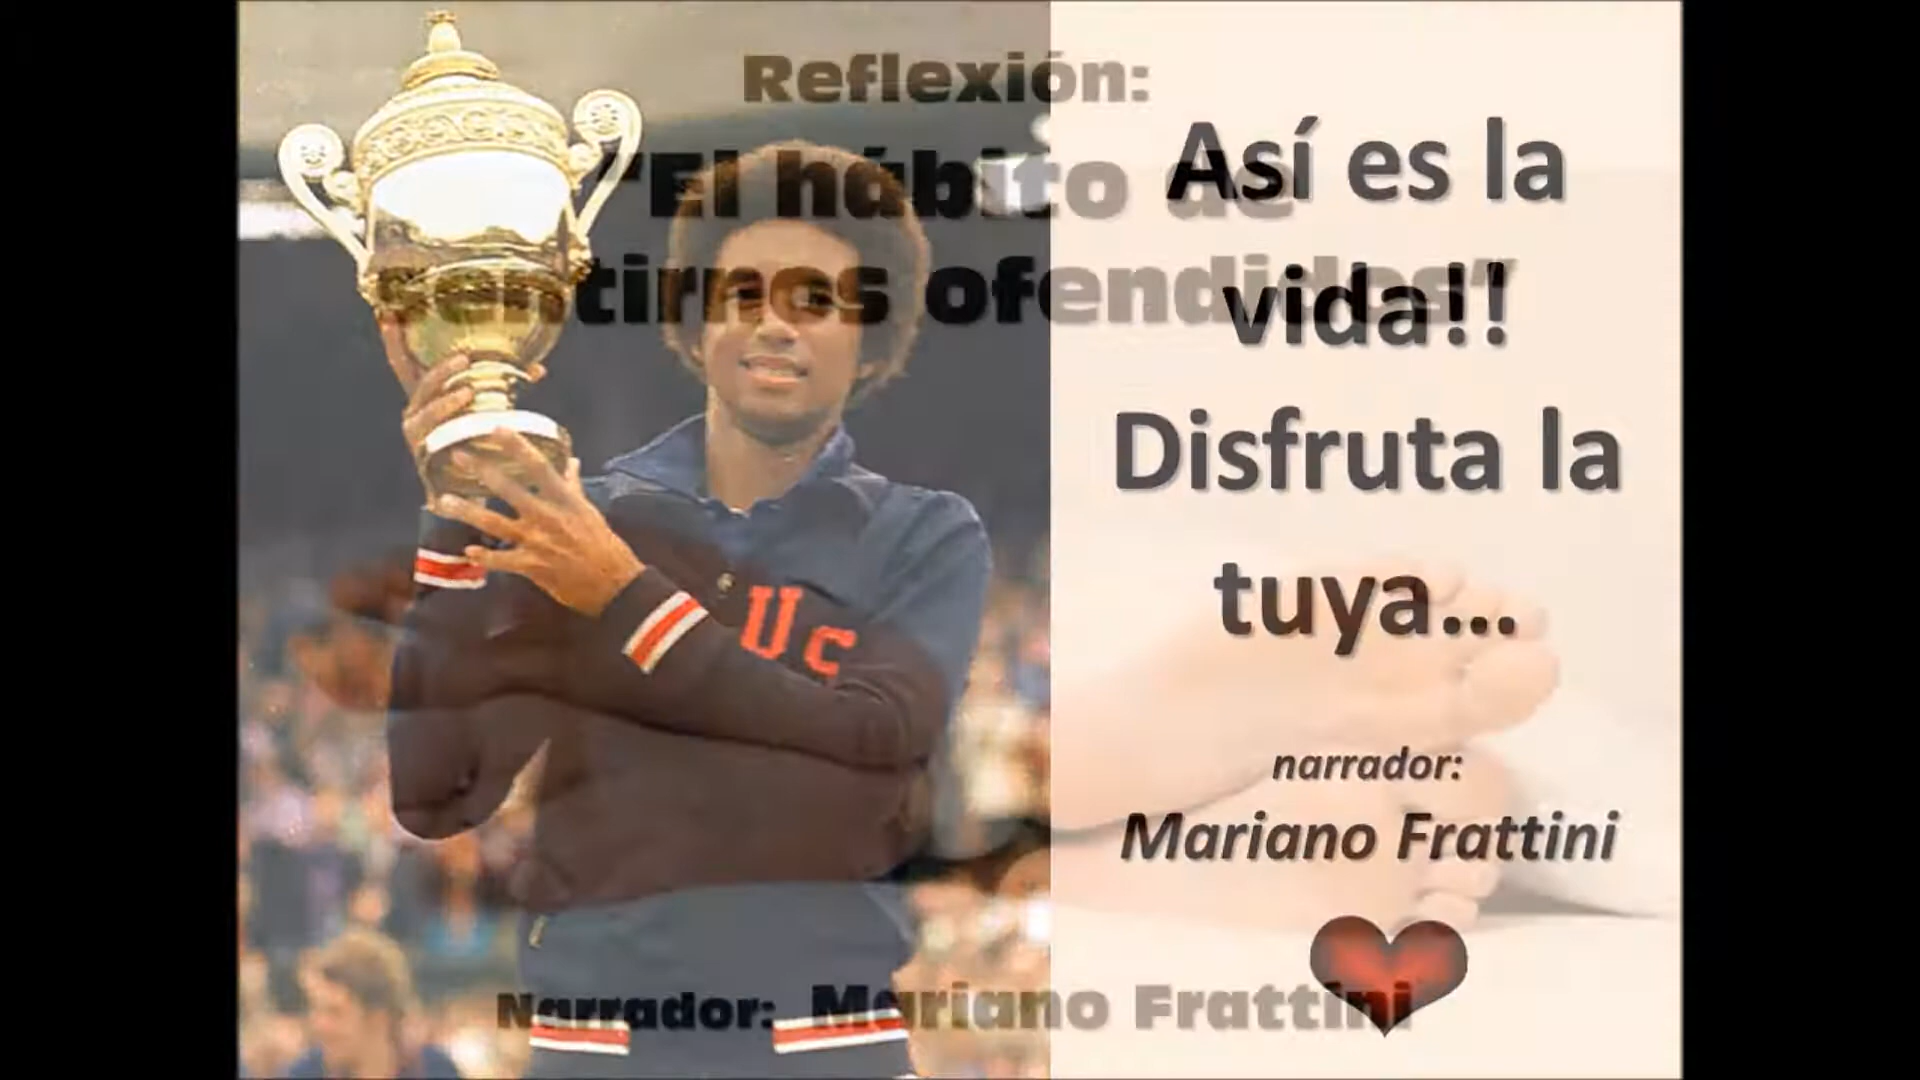 Reflexión:
"El hábito de
sentirnos ofendidos"
Así es la
vida!!
Disfruta la
tuya...
narrador:
Mariano Frattini
Narrador: Mariano Frattini
U C